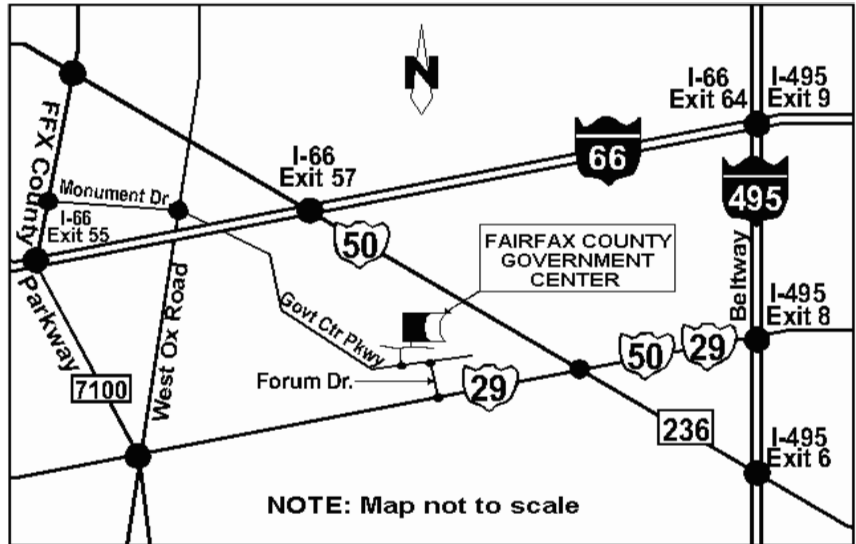 N
I-66
Exit 64
I-495
Exit 9
66
I-66
Exit 57
495
FFX County
Parkway
Monument Dr
I-66
Exit 55
50
FAIRFAX COUNTY
GOVERNMENT
CENTER
Beltway
I-495
Exit 8
West Ox Road
Govt Ctr Pkwy
50
29
Forum Dr.
29
7100
236
I-495
Exit 6
NOTE: Map not to scale